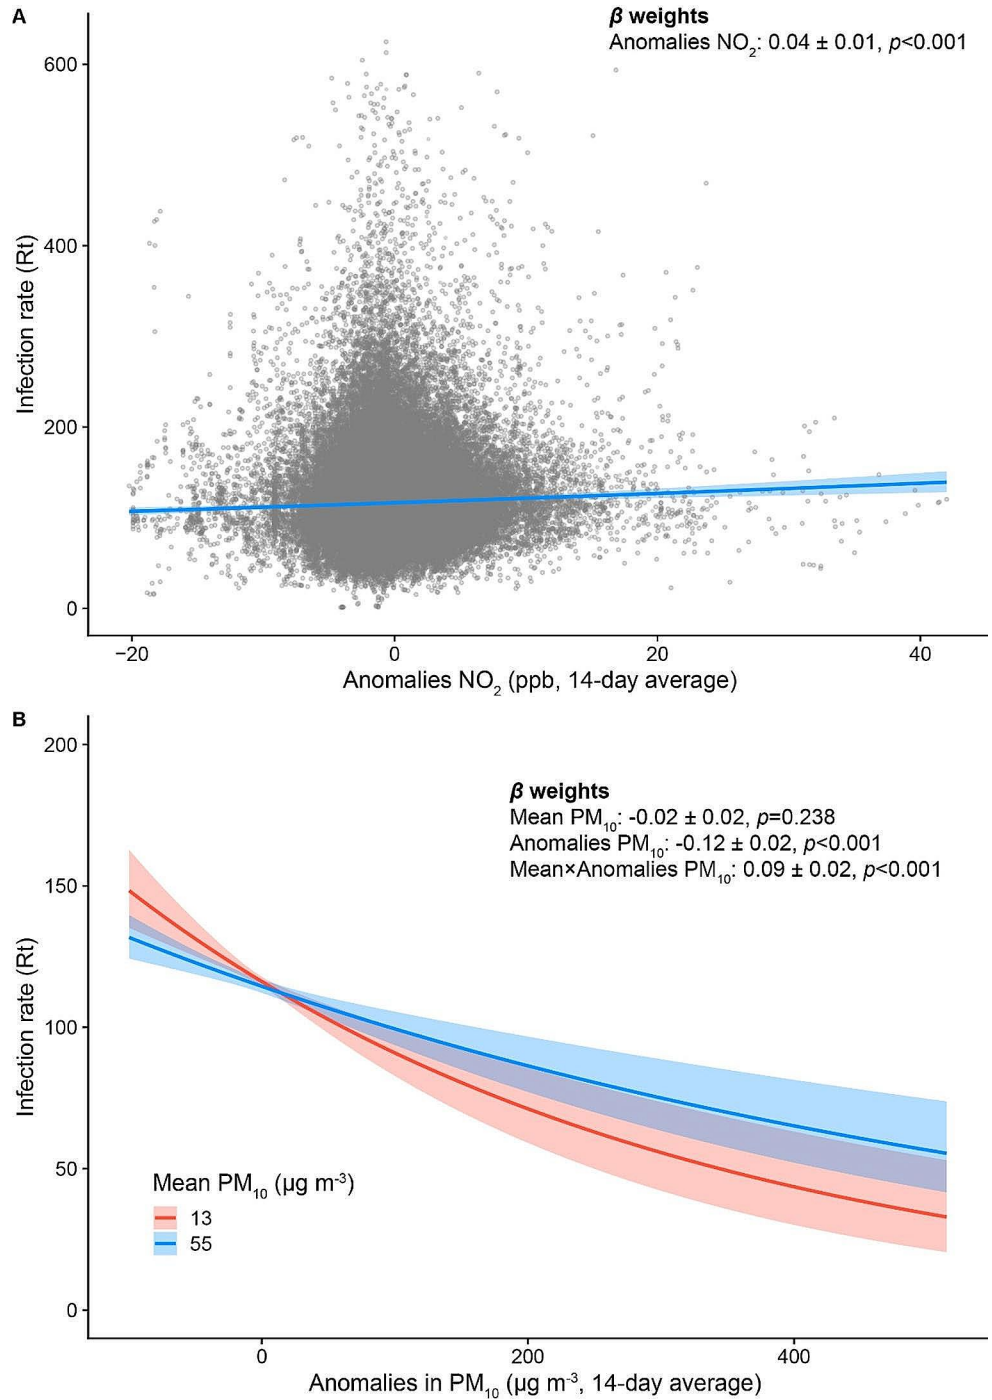 A
β weights
Anomalies NO₂: 0.04 ± 0.01, p<0.001
600
400
200
0
Infection rate (Rt)
−20 0 20 40
Anomalies NO₂ (ppb, 14-day average)
B
200
150
100
50
0
Infection rate (Rt)
β weights
Mean PM₁₀: -0.02 ± 0.02, p=0.238
Anomalies PM₁₀: -0.12 ± 0.02, p<0.001
Mean×Anomalies PM₁₀: 0.09 ± 0.02, p<0.001
Mean PM₁₀ (µg m⁻³)
13
55
0 200 400
Anomalies in PM₁₀ (µg m⁻³, 14-day average)